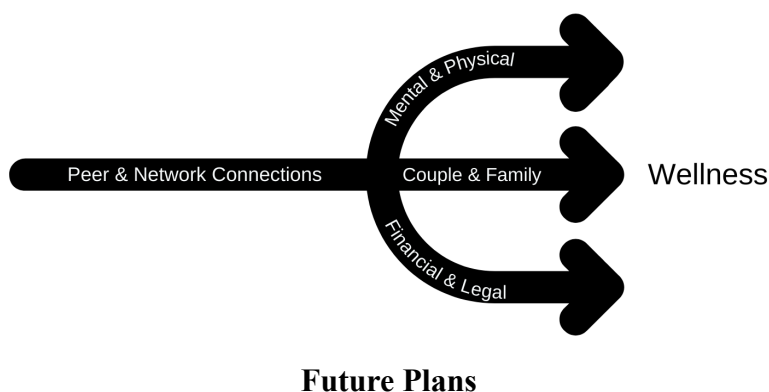 Mental & Physical
Peer & Network Connections
Couple & Family
Wellness
Financial & Legal
Future Plans